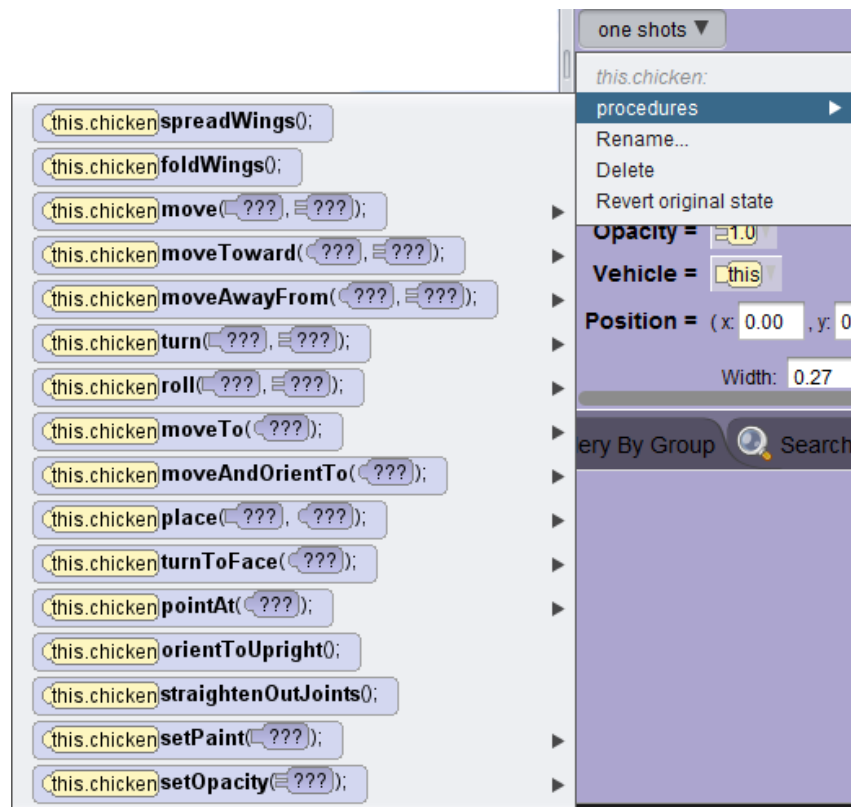 one shots
this.chicken:
procedures
Rename...
Delete
Revert original state
this.chicken spreadWings();
this.chicken foldWings();
this.chicken move(???, ???);
this.chicken moveToward(???, ???);
this.chicken moveAwayFrom(???, ???);
this.chicken turn(???, ???);
this.chicken roll(???, ???);
this.chicken moveTo(???);
this.chicken moveAndOrientTo(???);
this.chicken place(???, ???);
this.chicken turnToFace(???);
this.chicken pointAt(???);
this.chicken orientToUpright();
this.chicken straightenOutJoints();
this.chicken setPaint(???);
this.chicken setOpacity(???);
Opacity = 1.0
Vehicle = this
Position = (x: 0.00 , y: 0
Width: 0.27
ery By Group Search